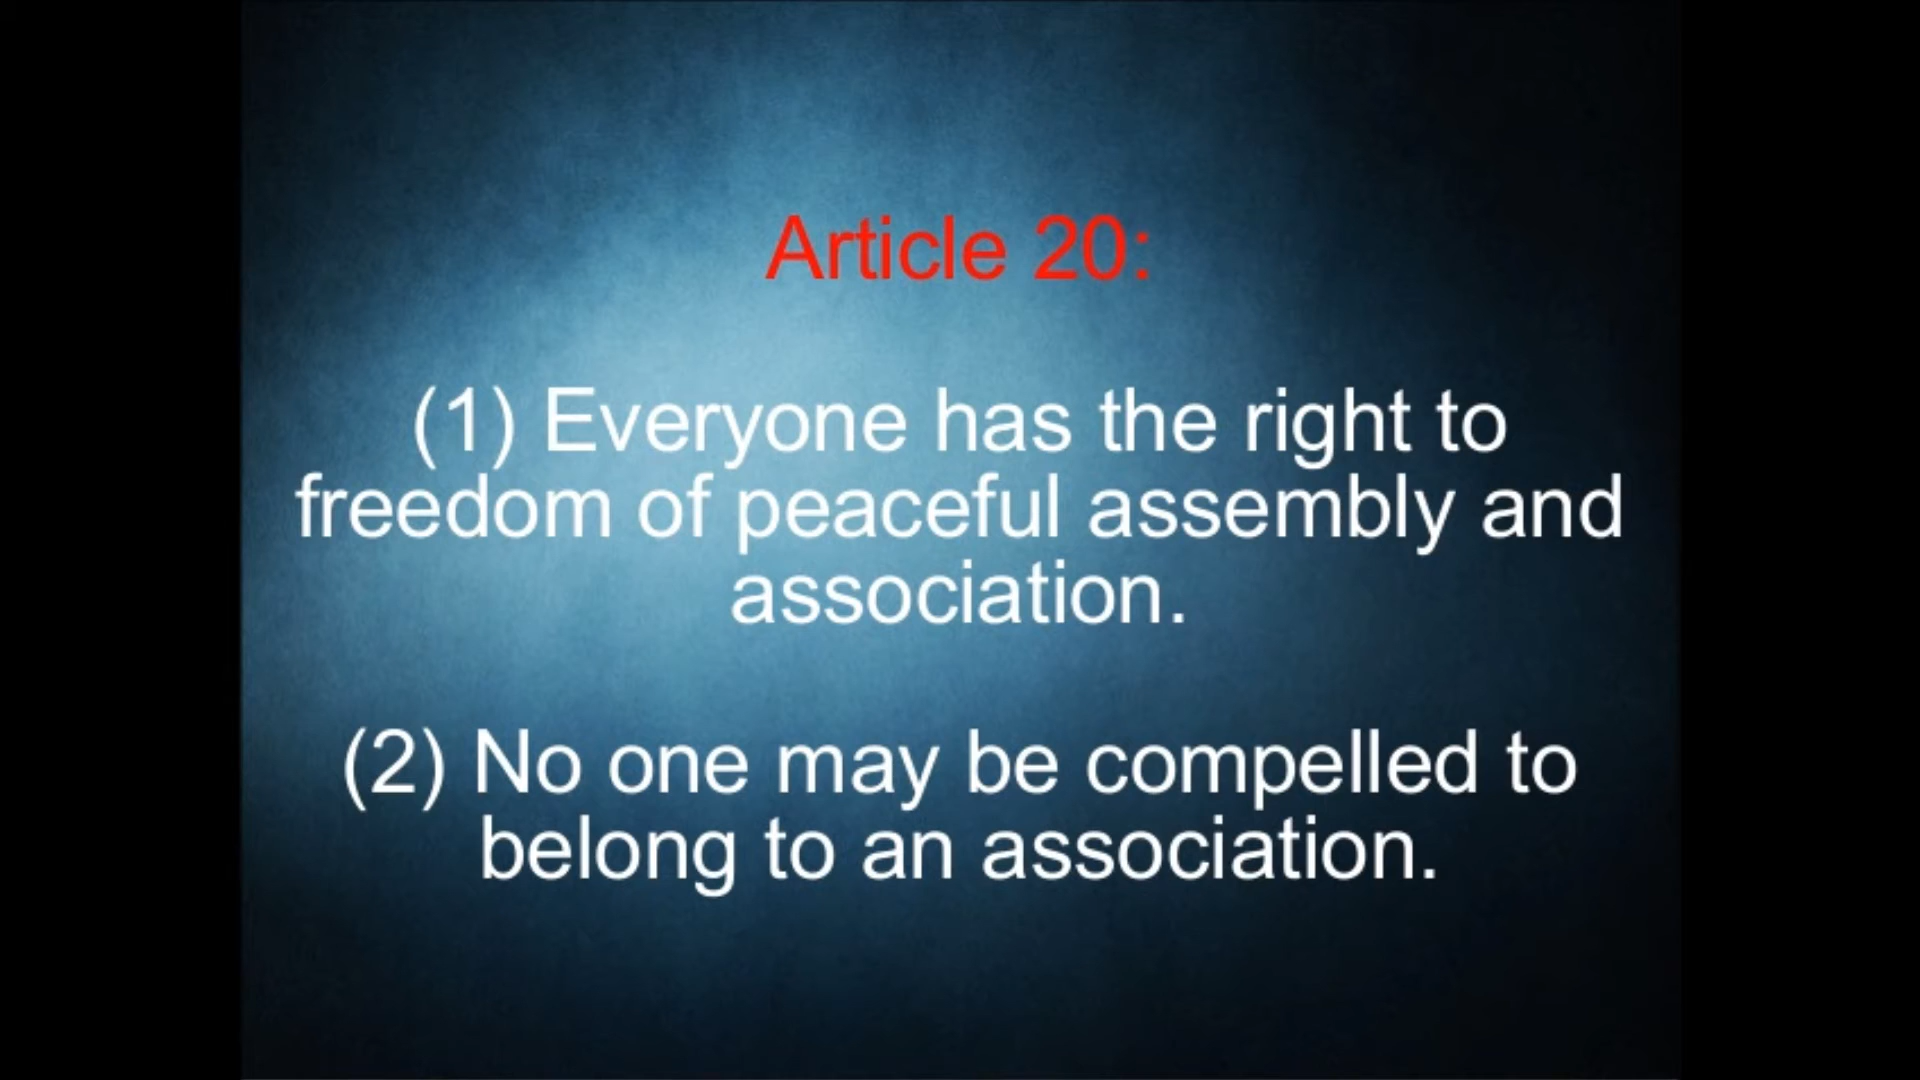 Article 20:
(1) Everyone has the right to
freedom of peaceful assembly and
association.
(2) No one may be compelled to
belong to an association.